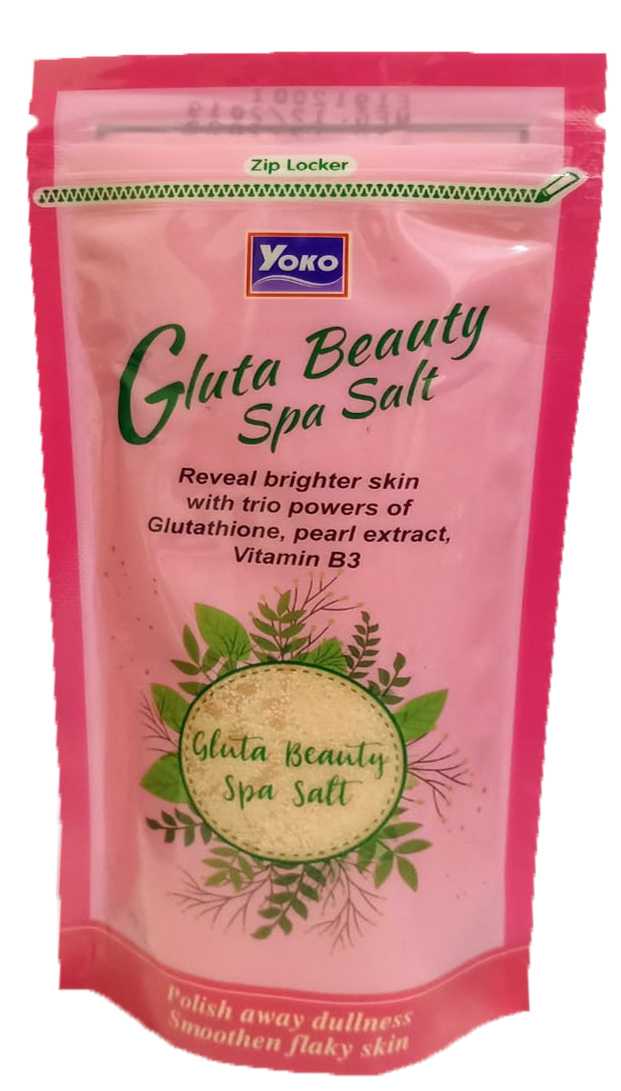 Zip Locker
YOKO
Gluta Beauty
Spa Salt
Reveal brighter skin
with trio powers of
Glutathione, pearl extract,
Vitamin B3
Gluta Beauty
Spa Salt
Polish away dullness
Smoothen flaky skin